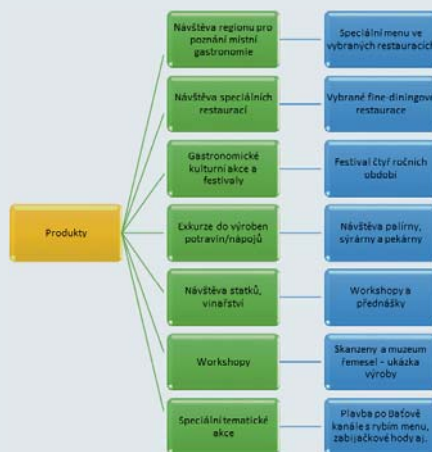 Návštěva regionu pro
poznání místní
gastronomie
Speciální menu ve
vybraných restauracích
Návštěva speciálních
restaurací
Vybrané fine-diningové
restaurace
Gastronomické
kulturní akce a
festivaly
Festival čtyř ročních
období
Produkty
Exkurze do výroben
potravin/nápojů
Návštěva palírny,
sýrárny a pekárny
Návštěva statků,
vinařství
Workshopy a
přednášky
Workshopy
Skanzeny a muzeum
řemesel – ukázka
výroby
Speciální tematické
akce
Plavba po Baťově
kanále s rybím menu,
zabijačkové hody aj.